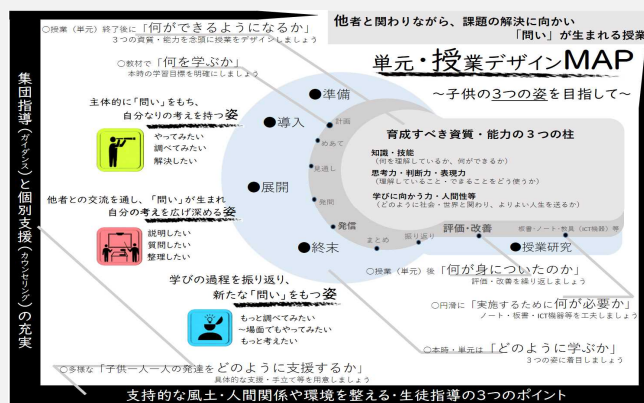 ○授業（単元）終了後に「何ができるようになるか」
３つの資質・能力を念頭に授業をデザインしましょう
他者と関わりながら、課題の解決に向かい
「問い」が生まれる授業
○教材で「何を学ぶか」
本時の学習目標を明確にしましょう
単元・授業デザインMAP
～子供の３つの姿を目指して～
主体的に「問い」をもち、
自分なりの考えを持つ姿
やってみたい
調べてみたい
解決したい
他者との交流を通し、「問い」が生まれ
自分の考えを広げ深める姿
説明したい
質問したい
整理したい
学びの過程を振り返り、
新たな「問い」をもつ姿
もっと調べてみたい
～場面でもやってみたい
もっと考えたい
●準備
●導入
●展開
●終末
計画
めあて
見通し
発問
発信
まとめ
振り返り
評価・改善
板書・ノート・教具（ICT機器）等
●授業研究
育成すべき資質・能力の３つの柱
知識・技能
（何を理解しているか、何ができるか）
思考力・判断力・表現力
（理解していること・できることをどう使うか）
学びに向かう力・人間性等
（どのように社会・世界と関わり、よりよい人生を送るか）
○授業（単元）後「何が身についたのか」
評価・改善を繰り返しましょう
○円滑に「実施するために何が必要か」
ノート・板書・ICT機器等を工夫しましょう
○本時・単元は「どのように学ぶか」
３つの姿に着目しましょう
○多様な「子供一人一人の発達をどのように支援するか」
具体的な支援・手立て等を用意しましょう
集団指導（ガイダンス）と個別支援（カウンセリング）の充実
支持的な風土・人間関係や環境を整える・生徒指導の３つのポイント